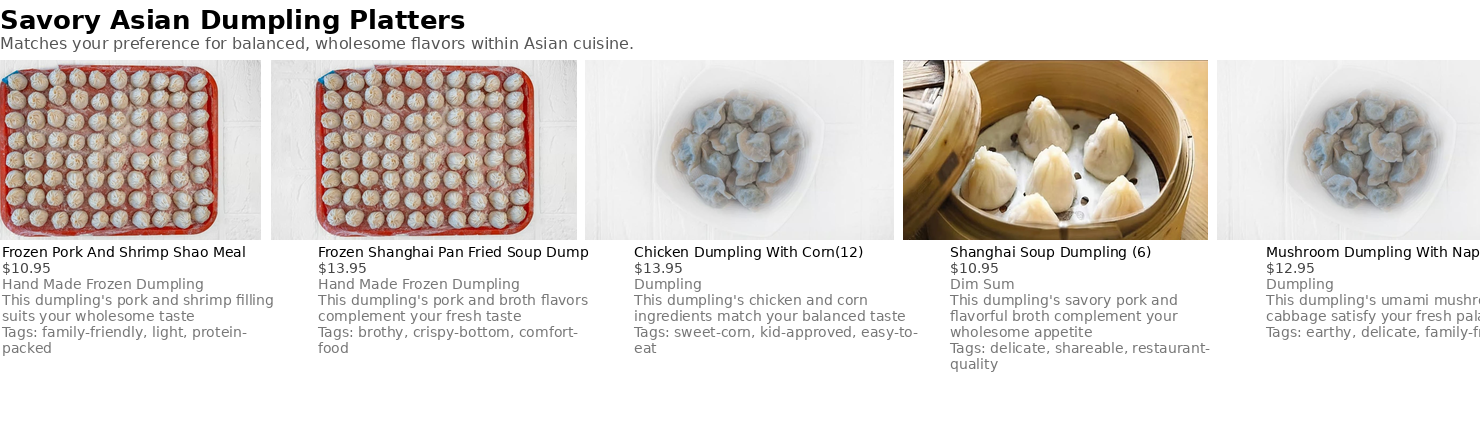 Savory Asian Dumpling Platters
Matches your preference for balanced, wholesome flavors within Asian cuisine.
Frozen Pork And Shrimp Shao Meal
$10.95
Hand Made Frozen Dumpling
This dumpling's pork and shrimp filling
suits your wholesome taste
Tags: family-friendly, light, protein-
packed
Frozen Shanghai Pan Fried Soup Dump
$13.95
Hand Made Frozen Dumpling
This dumpling's pork and broth flavors
complement your fresh taste
Tags: brothy, crispy-bottom, comfort-
food
Chicken Dumpling With Corn(12)
$13.95
Dumpling
This dumpling's chicken and corn
ingredients match your balanced taste
Tags: sweet-corn, kid-approved, easy-to-
eat
Shanghai Soup Dumpling (6)
$10.95
Dim Sum
This dumpling's savory pork and
flavorful broth complement your
wholesome appetite
Tags: delicate, shareable, restaurant-
quality
Mushroom Dumpling With Nap
$12.95
Dumpling
This dumpling's umami
cabbage satisfy your fresh
Tags: earthy, delicate,